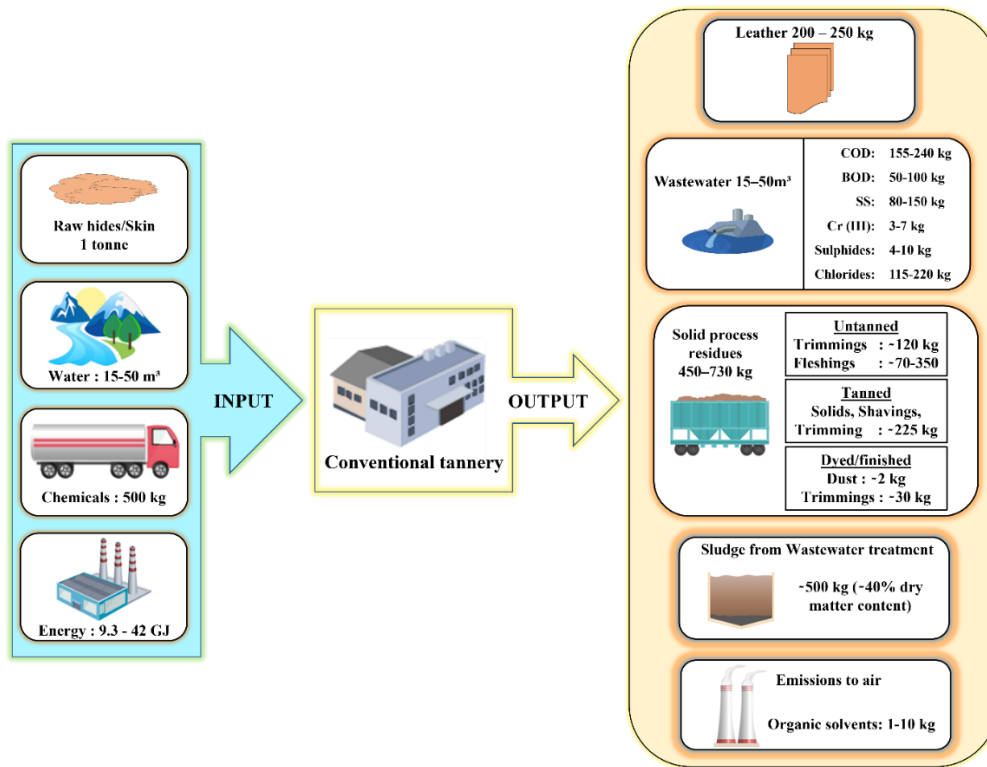 Raw hides/Skin
1 tonne
Water : 15-50 m³
Chemicals : 500 kg
Energy : 9.3 - 42 GJ
INPUT
Conventional tannery
OUTPUT
Leather 200 – 250 kg
Wastewater 15–50m³
COD: 155-240 kg
BOD: 50-100 kg
SS: 80-150 kg
Cr (III): 3-7 kg
Sulphides: 4-10 kg
Chlorides: 115-220 kg
Solid process
residues
450–730 kg
Untanned
Trimmings : ~120 kg
Fleshings : ~70-350
Tanned
Solids, Shavings,
Trimming : ~225 kg
Dyed/finished
Dust : ~2 kg
Trimmings : ~30 kg
Sludge from Wastewater treatment
~500 kg (~40% dry
matter content)
Emissions to air
Organic solvents: 1-10 kg